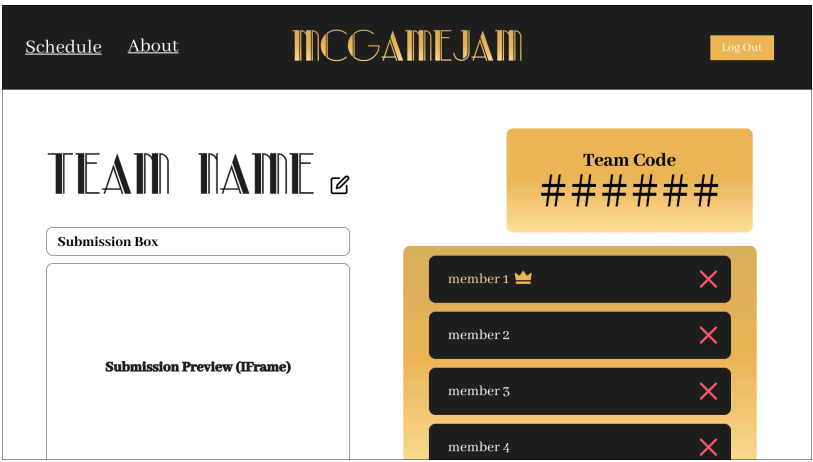 Schedule
About
MCGAMEJAM
Log Out
TEAM NAME
Team Code
######
Submission Box
Submission Preview (IFrame)
member 1
member 2
member 3
member 4